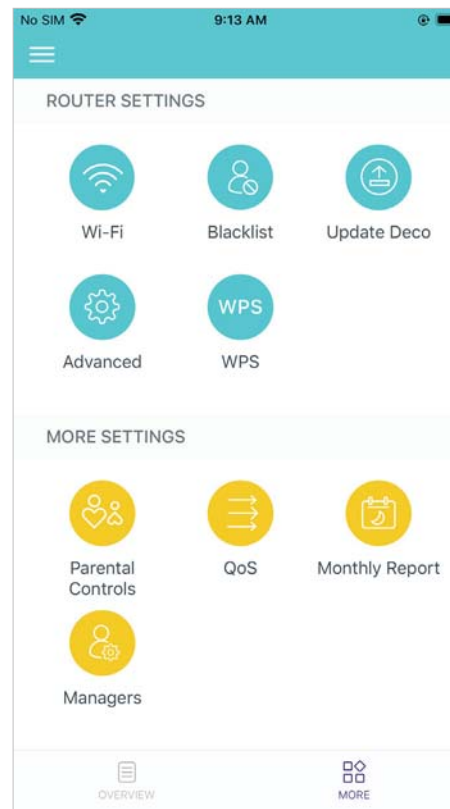 No SIM 9:13 AM
ROUTER SETTINGS
Wi-Fi Blacklist Update Deco
WPS
Advanced WPS
MORE SETTINGS
Parental Controls QoS Monthly Report
Managers
OVERVIEW MORE